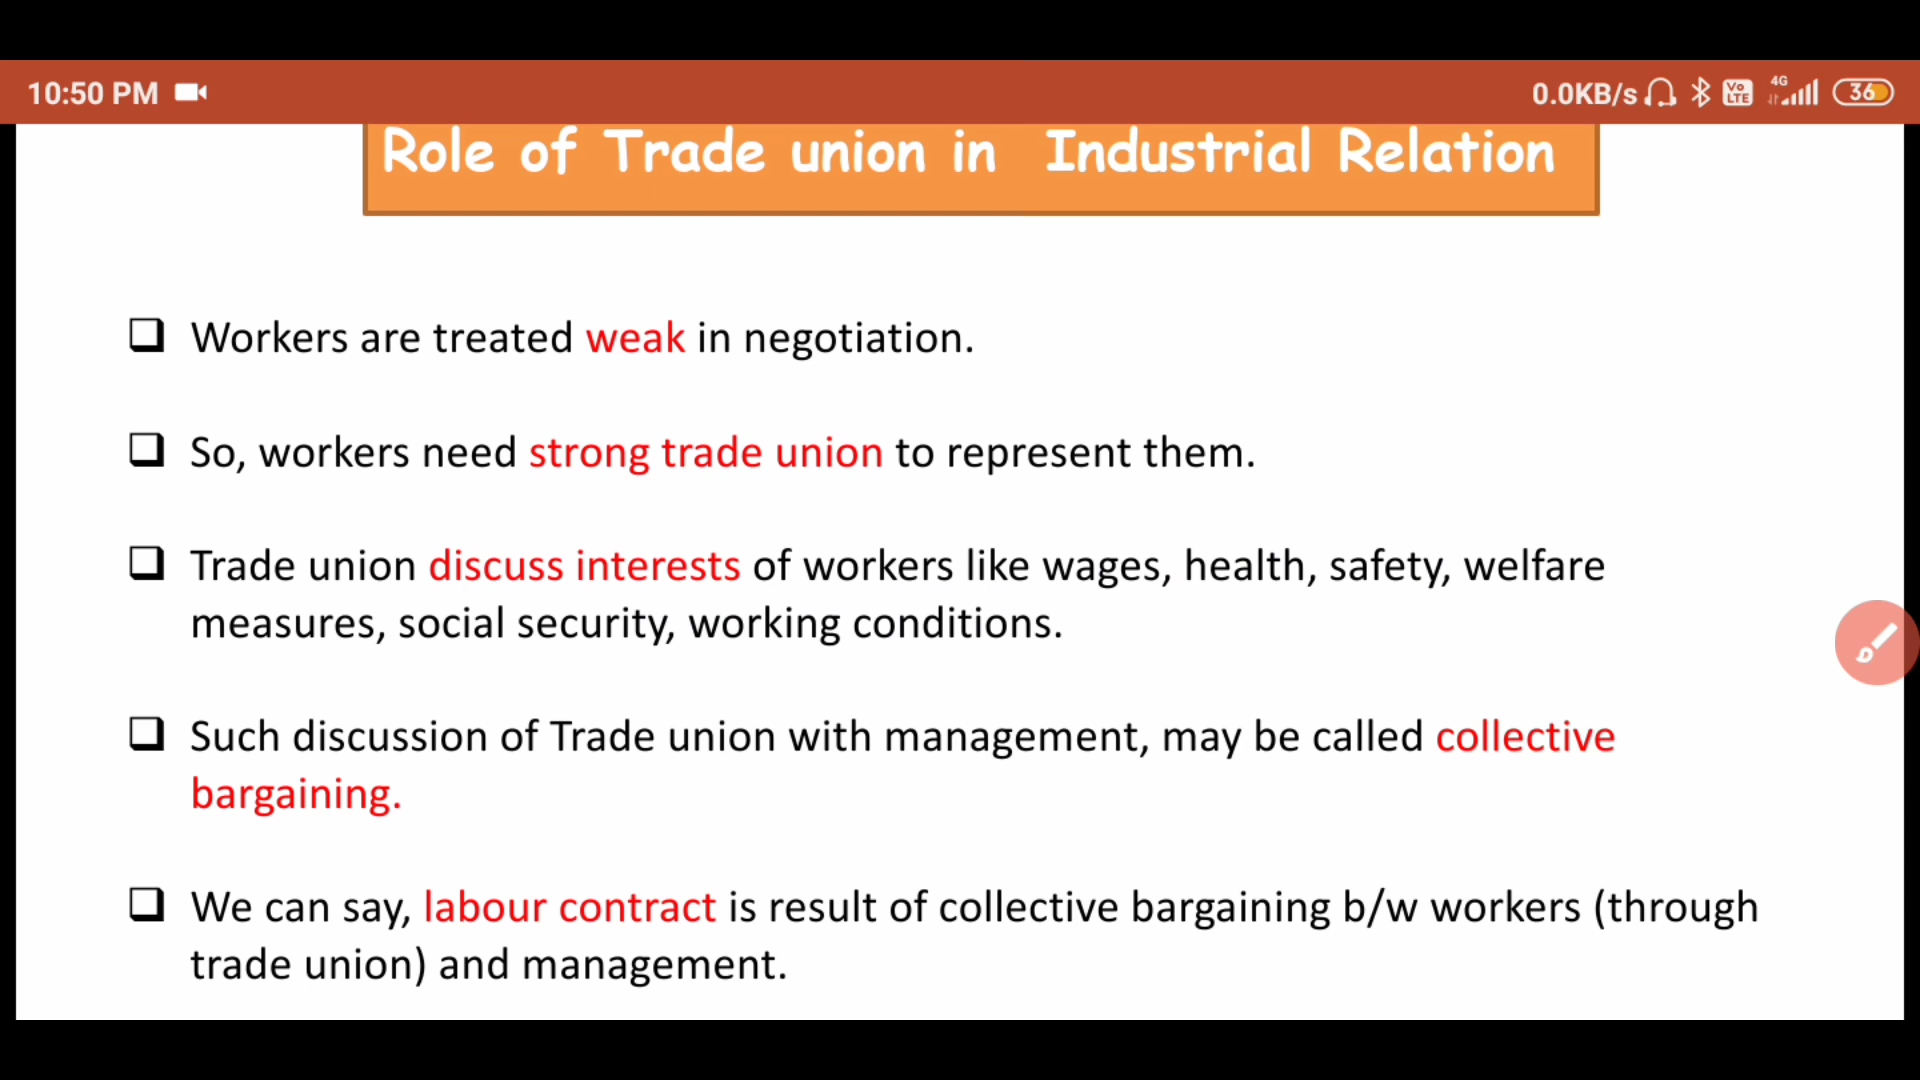 10:50 PM
0.0KB/s Vo LTE 4G 36
Role of Trade union in Industrial Relation
Workers are treated weak in negotiation.
So, workers need strong trade union to represent them.
Trade union discuss interests of workers like wages, health, safety, welfare
measures, social security, working conditions.
Such discussion of Trade union with management, may be called collective
bargaining.
We can say, labour contract is result of collective bargaining b/w workers (through
trade union) and management.